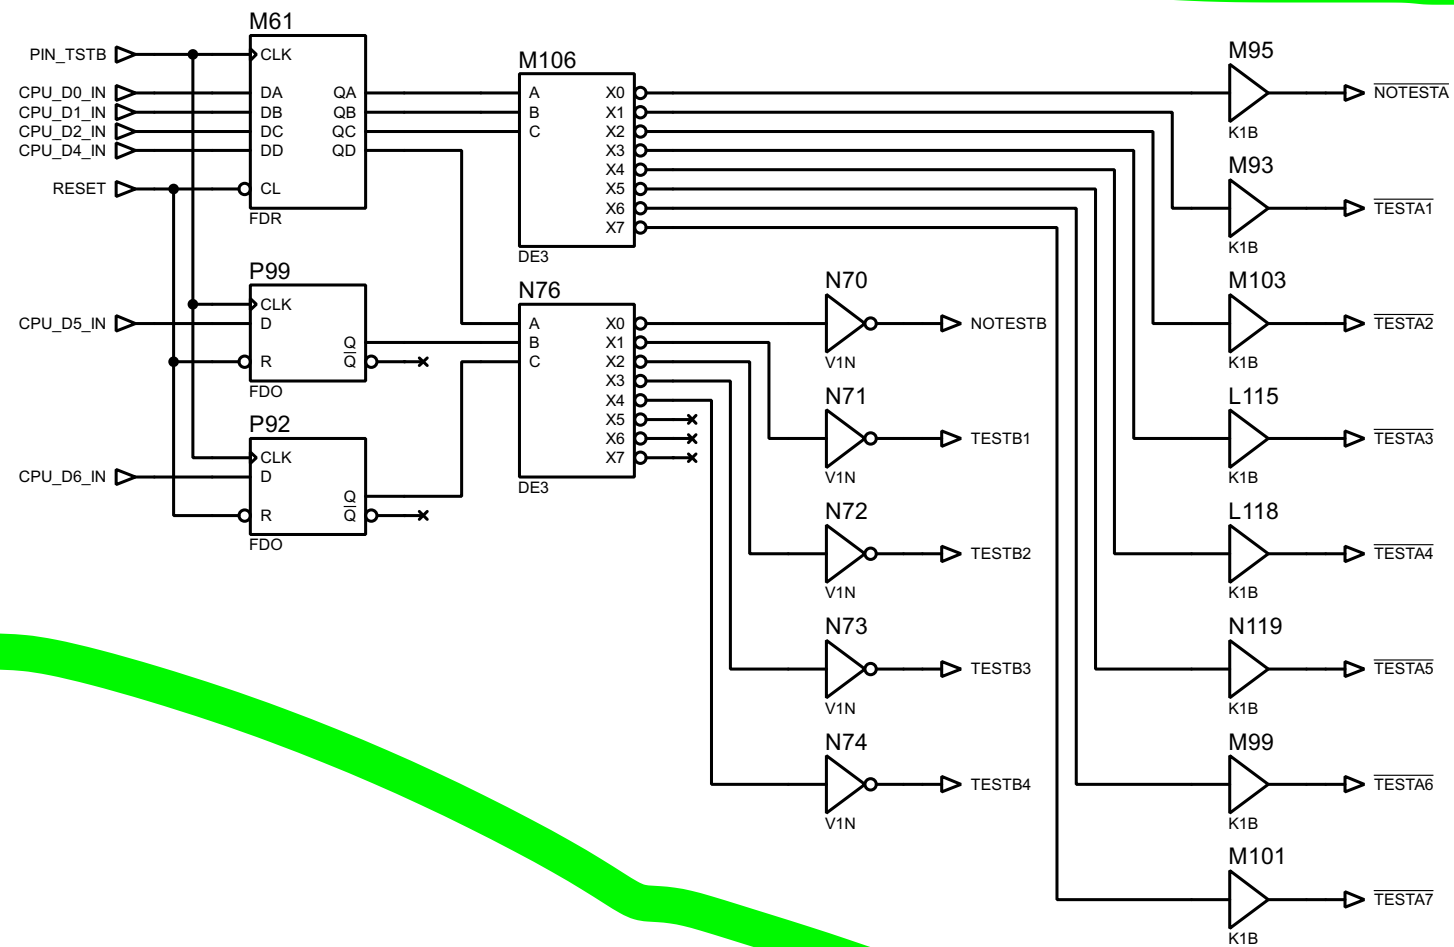 M61
PIN_TSTB
CLK
CPU_D0_IN
DA
QA
CPU_D1_IN
DB
QB
CPU_D2_IN
DC
QC
CPU_D4_IN
DD
QD
RESET
CL
FDR
P99
CLK
CPU_D5_IN
D
Q
R
Q
FDO
P92
CLK
CPU_D6_IN
D
Q
R
Q
FDO
M106
A
X0
B
X1
C
X2
X3
X4
X5
X6
X7
DE3
N76
A
X0
B
X1
C
X2
X3
X4
X5
X6
X7
DE3
N70
NOTESTB
V1N
N71
TESTB1
V1N
N72
TESTB2
V1N
N73
TESTB3
V1N
N74
TESTB4
V1N
M95
NOTESTA
K1B
M93
TESTA1
K1B
M103
TESTA2
K1B
L115
TESTA3
K1B
L118
TESTA4
K1B
N119
TESTA5
K1B
M99
TESTA6
K1B
M101
TESTA7
K1B